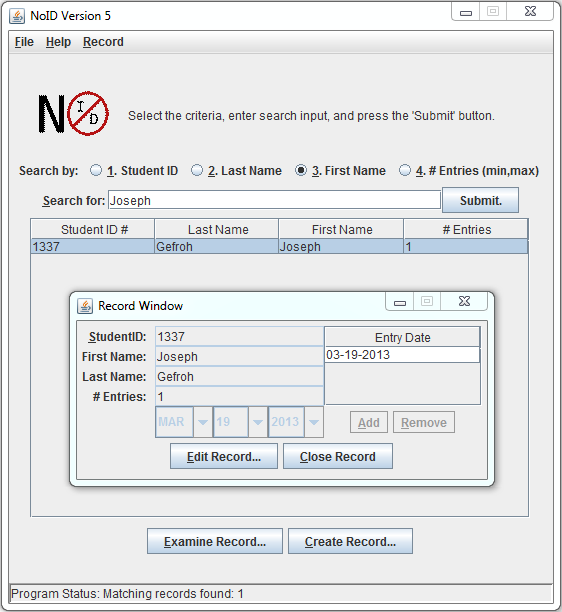 NoID Version 5
File Help Record
NO ID
Select the criteria, enter search input, and press the 'Submit' button.
Search by: 1. Student ID 2. Last Name 3. First Name 4. # Entries (min,max)
Search for: Joseph Submit.
Student ID # Last Name First Name # Entries
1337 Gefroh Joseph 1
Record Window
StudentID: 1337
First Name: Joseph
Last Name: Gefroh
# Entries: 1
MAR 19 2013
Entry Date
03-19-2013
Add Remove
Edit Record... Close Record
Examine Record... Create Record...
Program Status: Matching records found: 1